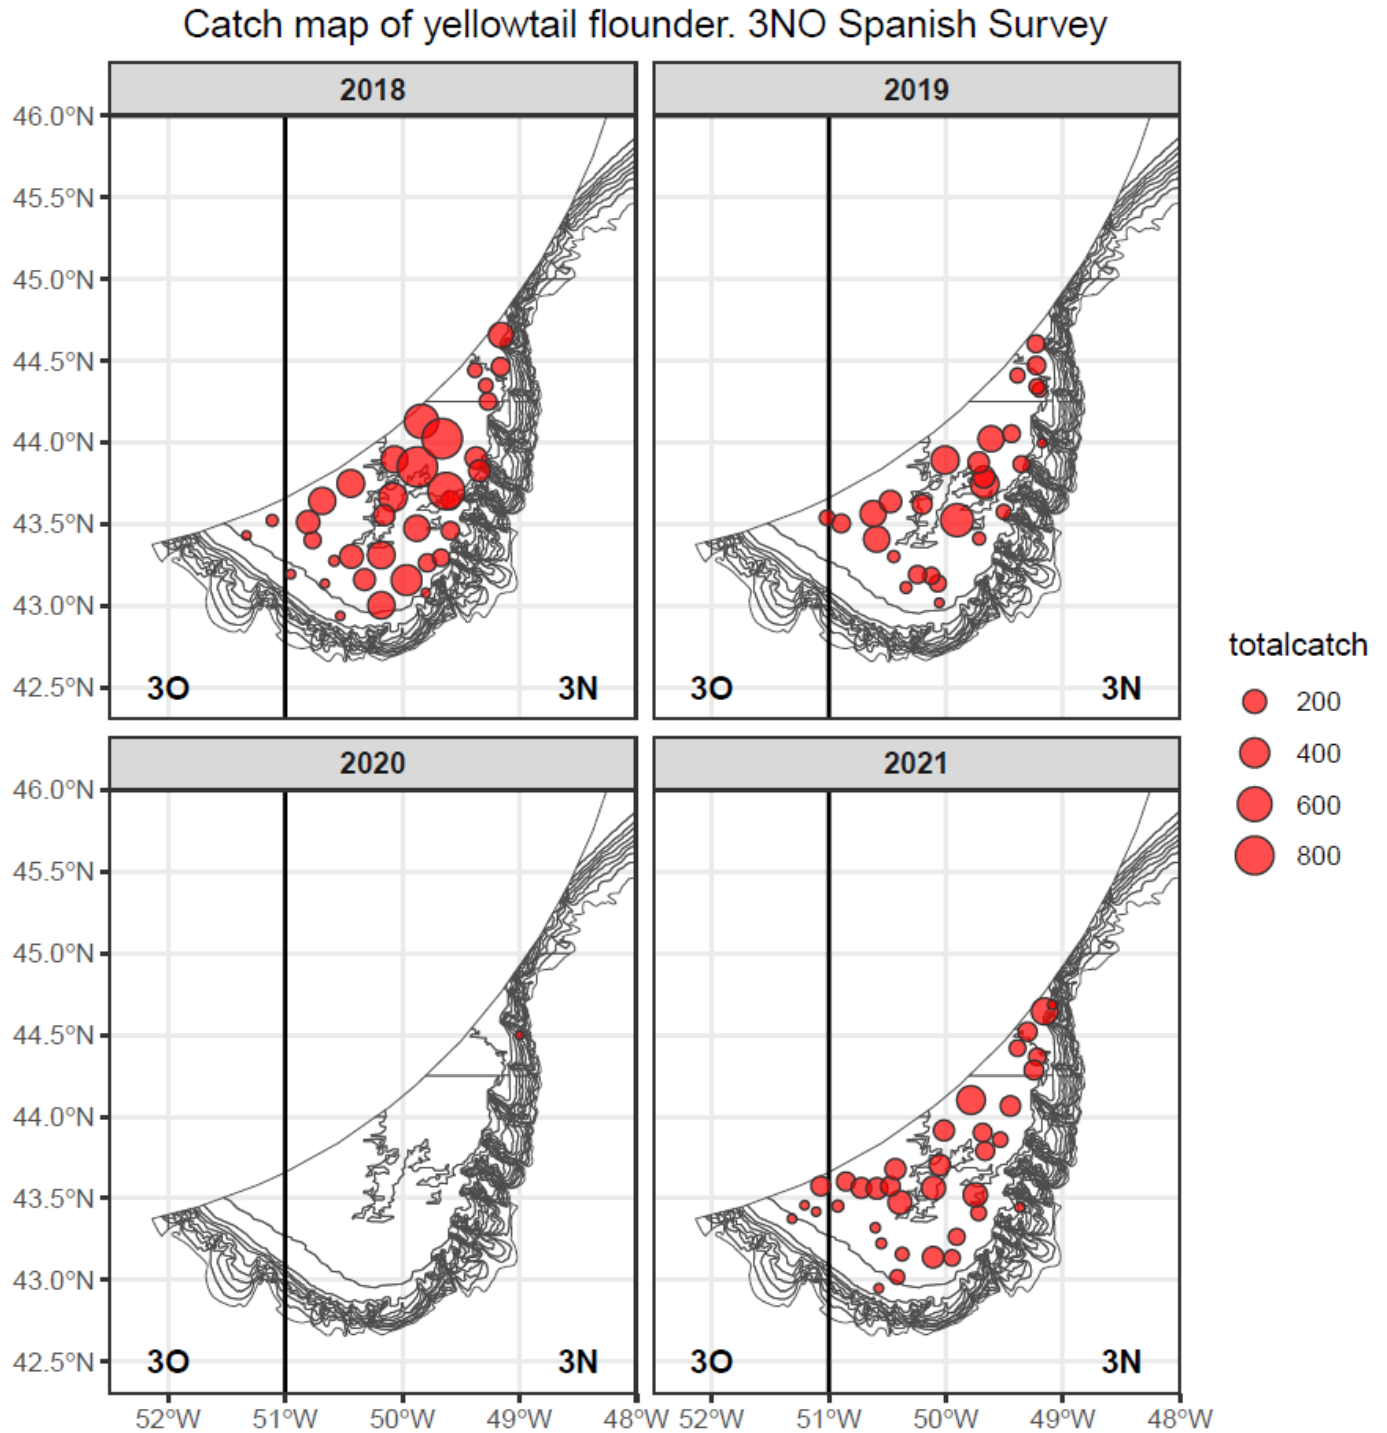 Catch map of yellowtail flounder. 3NO Spanish Survey
2018
2019
46.0°N
45.5°N
45.0°N
44.5°N
44.0°N
43.5°N
43.0°N
42.5°N
3O
3N
3O
3N
totalcatch
200
400
600
800
2020
2021
46.0°N
45.5°N
45.0°N
44.5°N
44.0°N
43.5°N
43.0°N
42.5°N
3O
3N
3O
3N
52°W 51°W 50°W 49°W 48°W 52°W 51°W 50°W 49°W 48°W